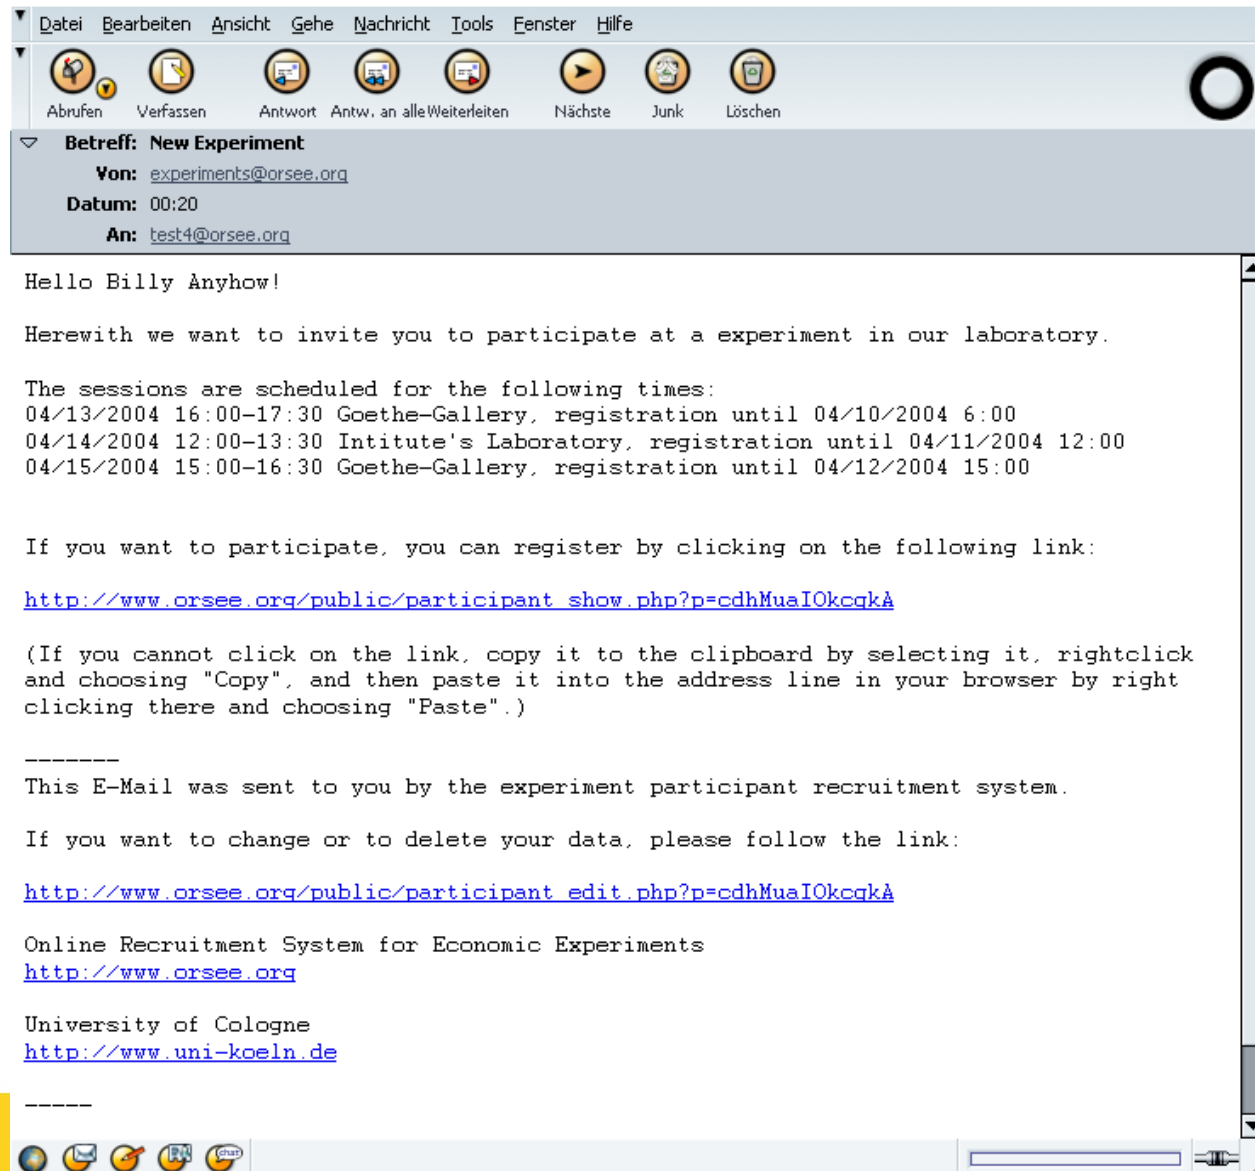 Datei Bearbeiten Ansicht Gehe Nachricht Tools Fenster Hilfe
Abrufen Verfassen Antwort Antw. an alle Weiterleiten Nächste Junk Löschen
Betreff: New Experiment
Von: experiments@orsee.org
Datum: 00:20
An: test4@orsee.org
Hello Billy Anyhow!
Herewith we want to invite you to participate at a experiment in our laboratory.
The sessions are scheduled for the following times:
04/13/2004 16:00-17:30 Goethe-Gallery, registration until 04/10/2004 6:00
04/14/2004 12:00-13:30 Intitute's Laboratory, registration until 04/11/2004 12:00
04/15/2004 15:00-16:30 Goethe-Gallery, registration until 04/12/2004 15:00
If you want to participate, you can register by clicking on the following link:
http://www.orsee.org/public/participant_show.php?p=cdhMuaIOkcqkA
(If you cannot click on the link, copy it to the clipboard by selecting it, rightclick
and choosing "Copy", and then paste it into the address line in your browser by right
clicking there and choosing "Paste".)
-------
This E-Mail was sent to you by the experiment participant recruitment system.
If you want to change or to delete your data, please follow the link:
http://www.orsee.org/public/participant_edit.php?p=cdhMuaIOkcqkA
Online Recruitment System for Economic Experiments
http://www.orsee.org
University of Cologne
http://www.uni-koeln.de
-----
chat